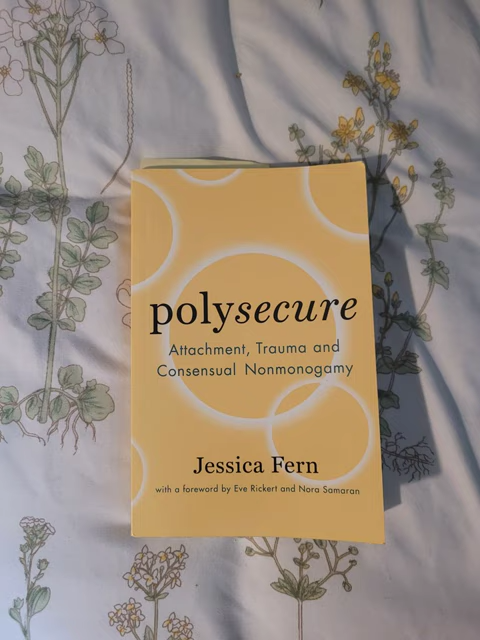 polysecure
Attachment, Trauma and
Consensual Nonmonogamy
Jessica Fern
with a foreword by Eve Rickert and Nora Samaran